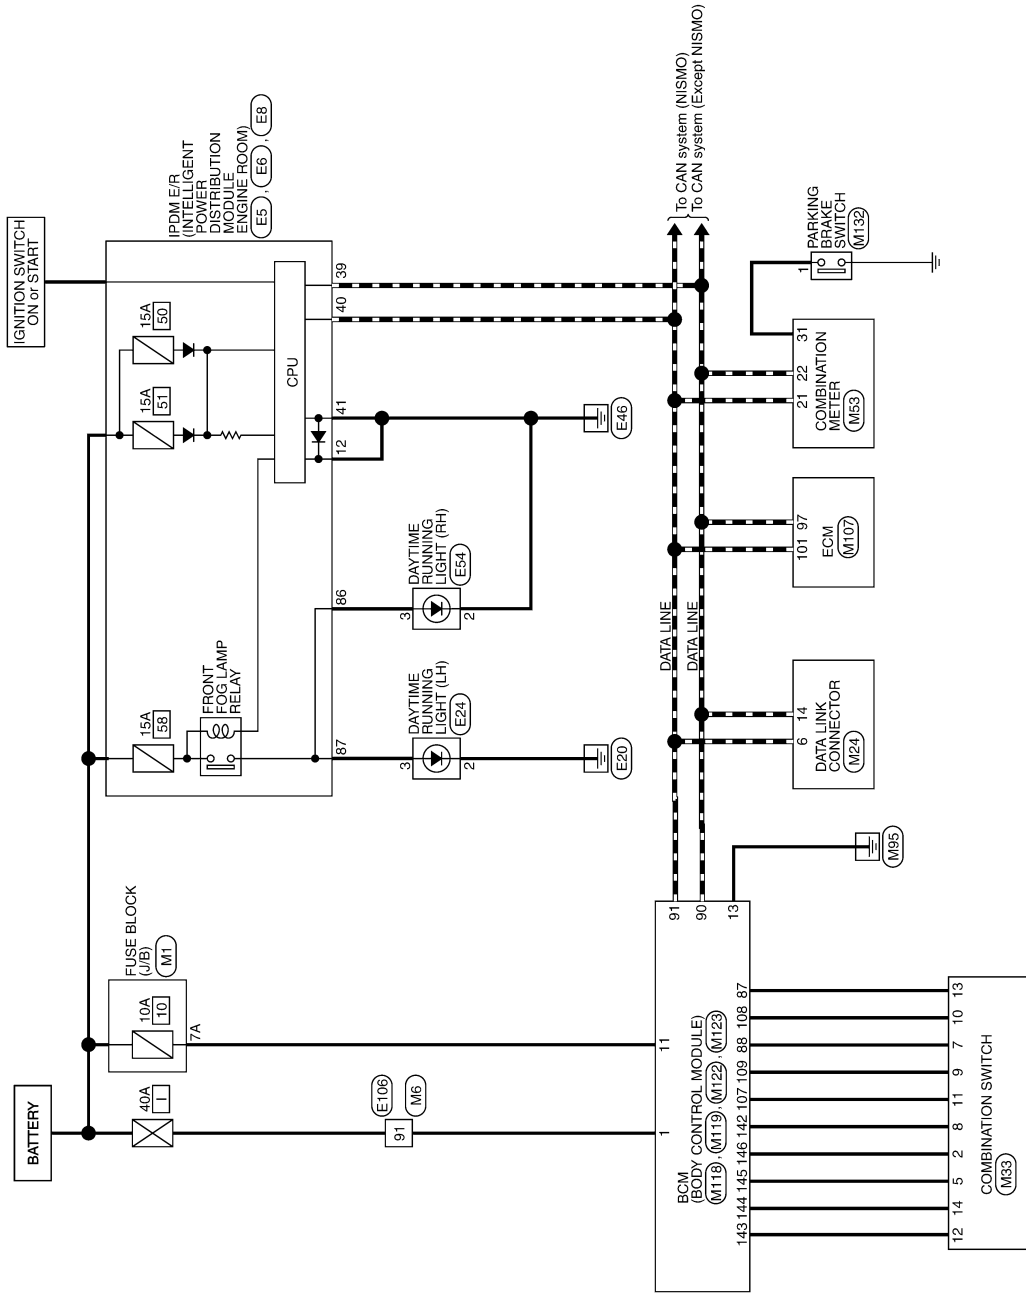 BATTERY
IGNITION SWITCH
ON or START
40A
I
E106
M6
91
1
FUSE BLOCK
(J/B)
M1
10A
10
7A
11
15A
58
FRONT
FOG LAMP
RELAY
15A
51
15A
50
CPU
IPDM E/R
(INTELLIGENT
POWER
DISTRIBUTION
MODULE
ENGINE ROOM)
E5 , E6 , E8
87
86
12
41
40
39
3
DAYTIME
RUNNING
LIGHT (LH)
E24
2
E20
3
DAYTIME
RUNNING
LIGHT (RH)
E54
2
E46
To CAN system (NISMO)
To CAN system (Except NISMO)
DATA LINE
DATA LINE
91
90
13
M95
BCM
(BODY CONTROL MODULE)
M118 , M119 , M122 , M123
143 144 145 146 142 107 109 88 108 87
12 14 5 2 8 11 9 7 10 13
COMBINATION SWITCH
M33
6 14
DATA LINK
CONNECTOR
M24
101 97
ECM
M107
21 22 31
COMBINATION
METER
M53
1
PARKING
BRAKE
SWITCH
M132